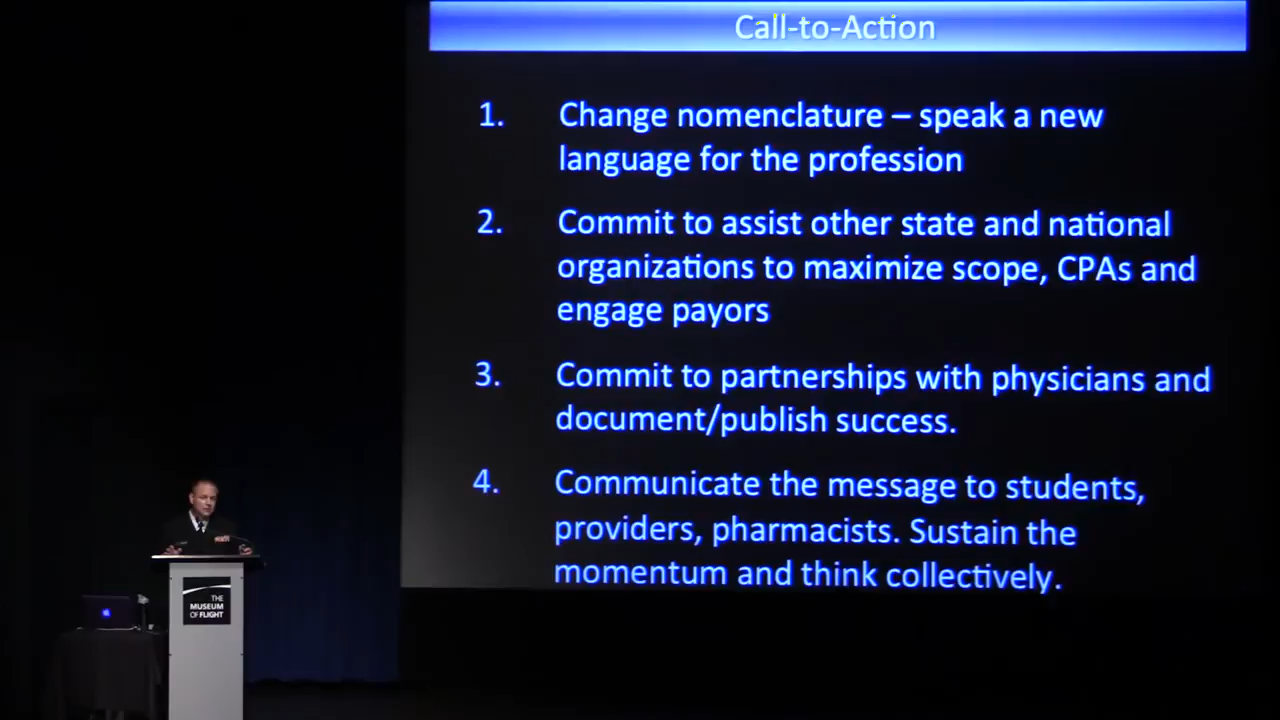 Call-to-Action
1. Change nomenclature – speak a new
language for the profession
2. Commit to assist other state and national
organizations to maximize scope, CPAs and
engage payors
3. Commit to partnerships with physicians and
document/publish success.
4. Communicate the message to students,
providers, pharmacists. Sustain the
momentum and think collectively.
THE
MUSEUM
OF FLIGHT